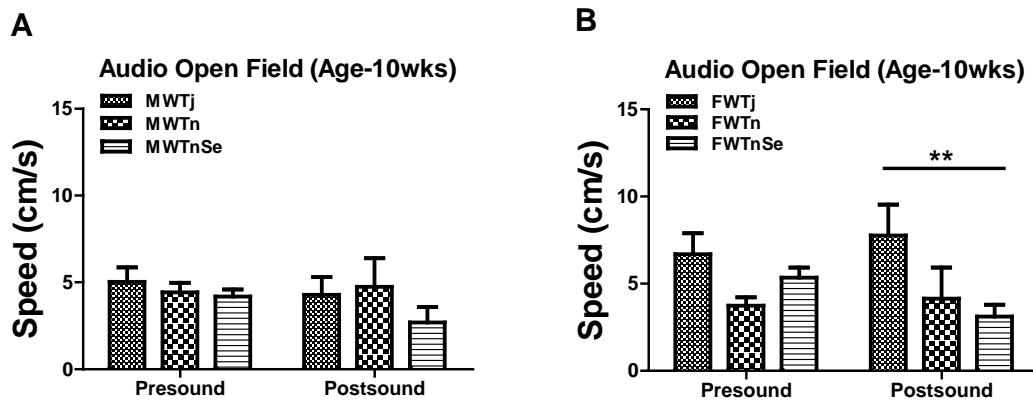 A
Audio Open Field (Age-10wks)
MWTj
MWTn
MWTnSe
15
10
5
0
Speed (cm/s)
Presound
Postsound
B
Audio Open Field (Age-10wks)
FWTj
FWTn
FWTnSe
**
15
10
5
0
Speed (cm/s)
Presound
Postsound